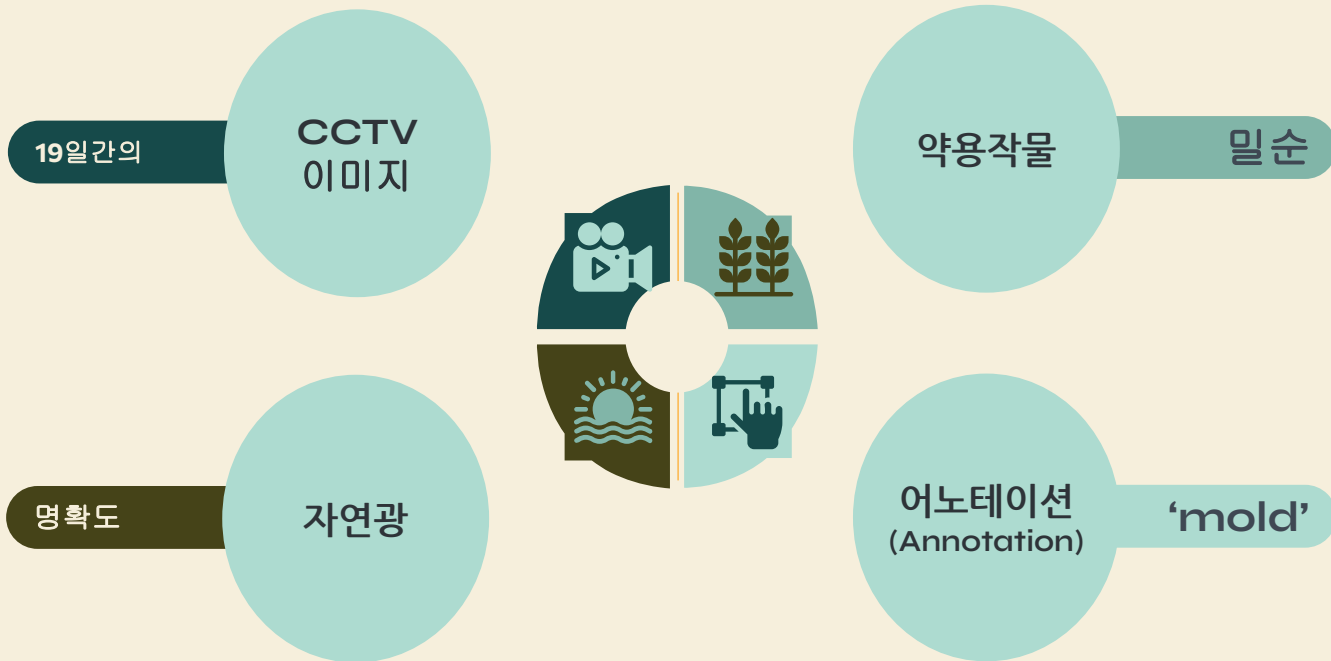 19일간의
CCTV
이미지
약용작물
밀순
명확도
자연광
어노테이션
(Annotation)
‘mold’